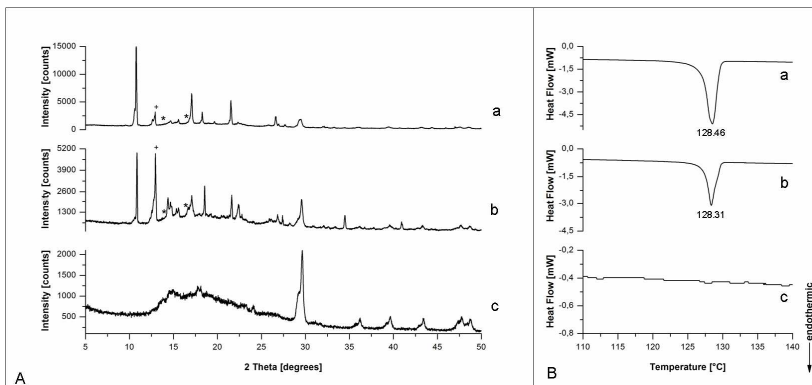 15000
10000
5000
0
Intensity [counts]
+
*
*
a
5200
3900
2600
1300
Intensity [counts]
+
*
*
b
2000
1500
1000
500
Intensity [counts]
c
5 10 15 20 25 30 35 40 45 50
2 Theta [degrees]
A
0,0
-1,5
-3,0
-4,5
Heat Flow [mW]
a
128.46
0,0
-1,5
-3,0
-4,5
Heat Flow [mW]
b
128.31
-0,2
-0,4
-0,6
-0,8
Heat Flow [mW]
c
110 115 120 125 130 135 140
Temperature [°C]
B
endothermic